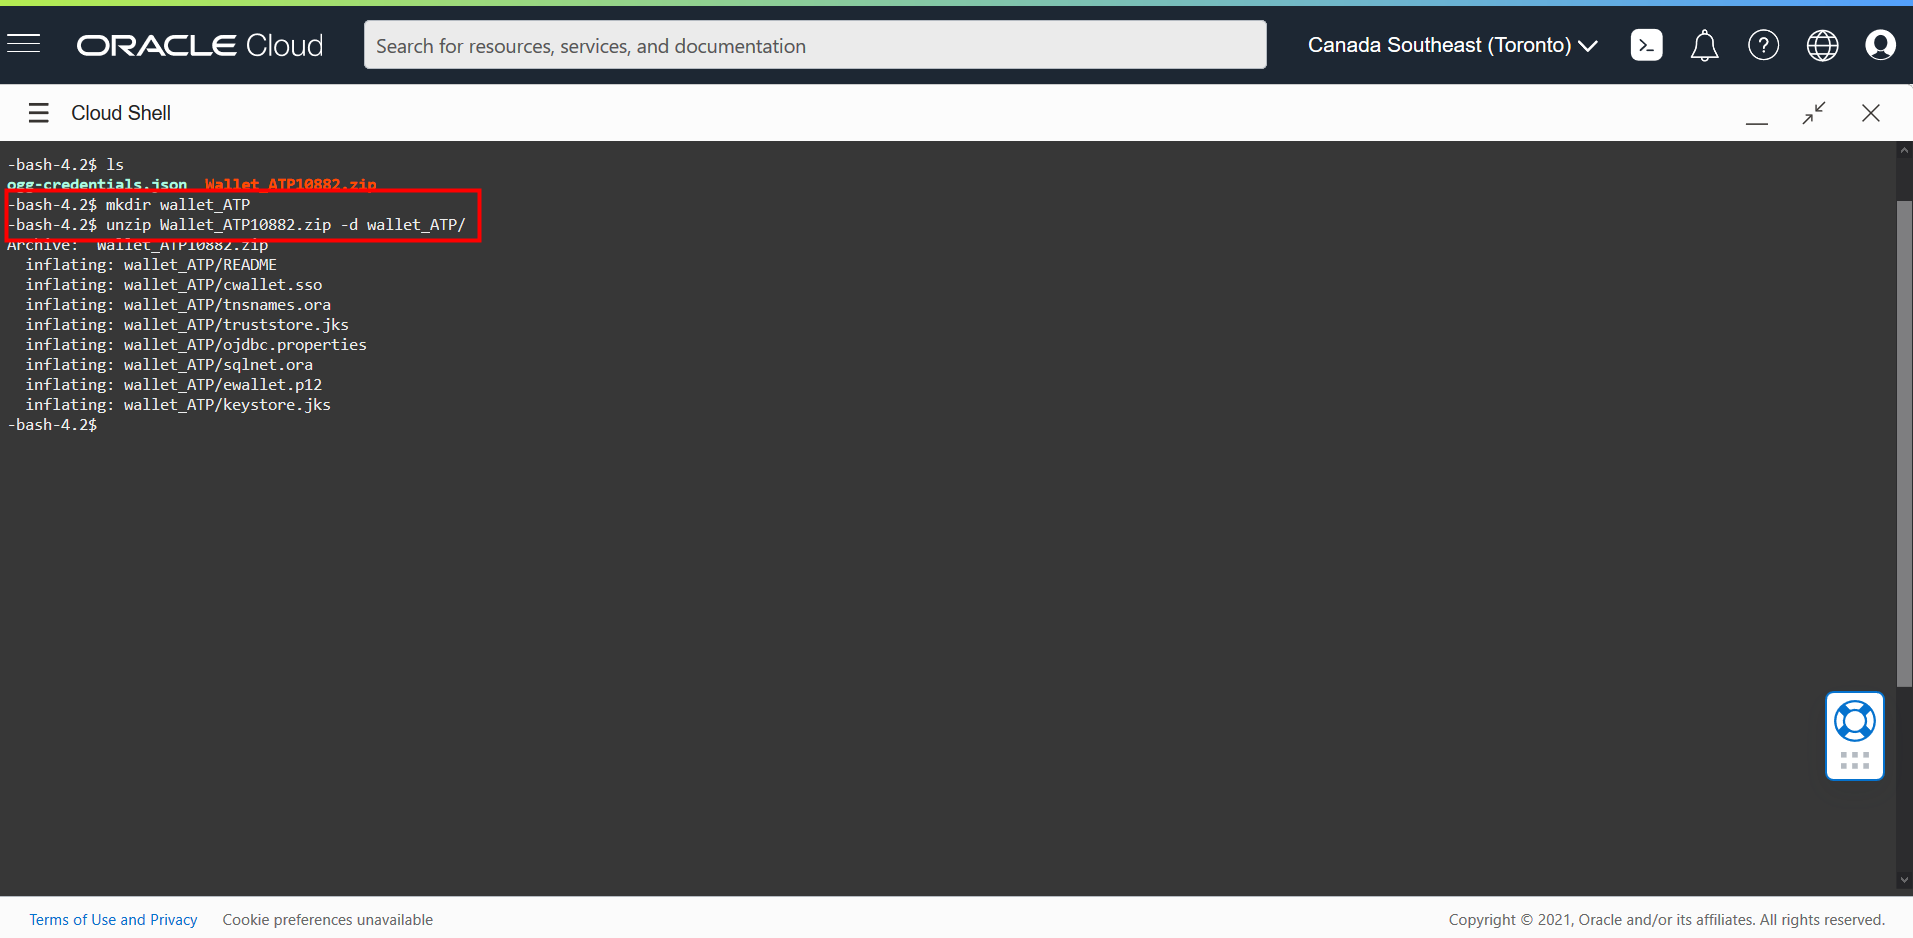 ORACLE Cloud
Search for resources, services, and documentation
Canada Southeast (Toronto)
Cloud Shell
-bash-4.2$ ls
ogg-credentials.json  Wallet_ATP10882.zip
-bash-4.2$ mkdir wallet_ATP
-bash-4.2$ unzip Wallet_ATP10882.zip -d wallet_ATP/
Archive:  Wallet_ATP10882.zip
  inflating: wallet_ATP/README
  inflating: wallet_ATP/cwallet.sso
  inflating: wallet_ATP/tnsnames.ora
  inflating: wallet_ATP/truststore.jks
  inflating: wallet_ATP/ojdbc.properties
  inflating: wallet_ATP/sqlnet.ora
  inflating: wallet_ATP/ewallet.p12
  inflating: wallet_ATP/keystore.jks
-bash-4.2$
Terms of Use and Privacy
Cookie preferences unavailable
Copyright © 2021, Oracle and/or its affiliates. All rights reserved.